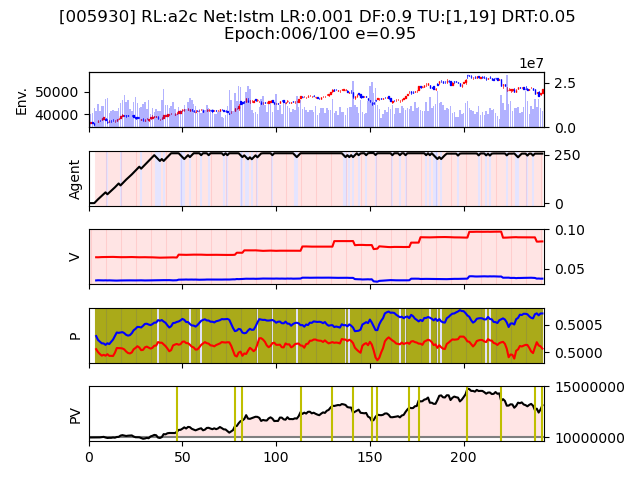 [005930] RL:a2c Net:lstm LR:0.001 DF:0.9 TU:[1,19] DRT:0.05
Epoch:006/100 e=0.95
1e7
Env.
50000
40000
2.5
0.0
Agent
250
0
V
0.10
0.05
P
0.5005
0.5000
PV
15000000
10000000
0 50 100 150 200